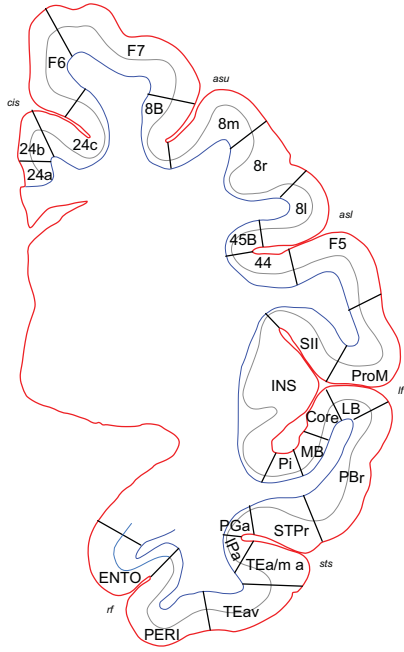 F7
F6
asu
8B
cis
8m
24c
24b
8r
24a
8l
asl
45B
F5
44
SII
ProM
INS
lf
LB
Core
MB
Pi
PBr
PGa
STPr
IPa
TEa/m a
sts
ENTO
rf
TEav
PERI